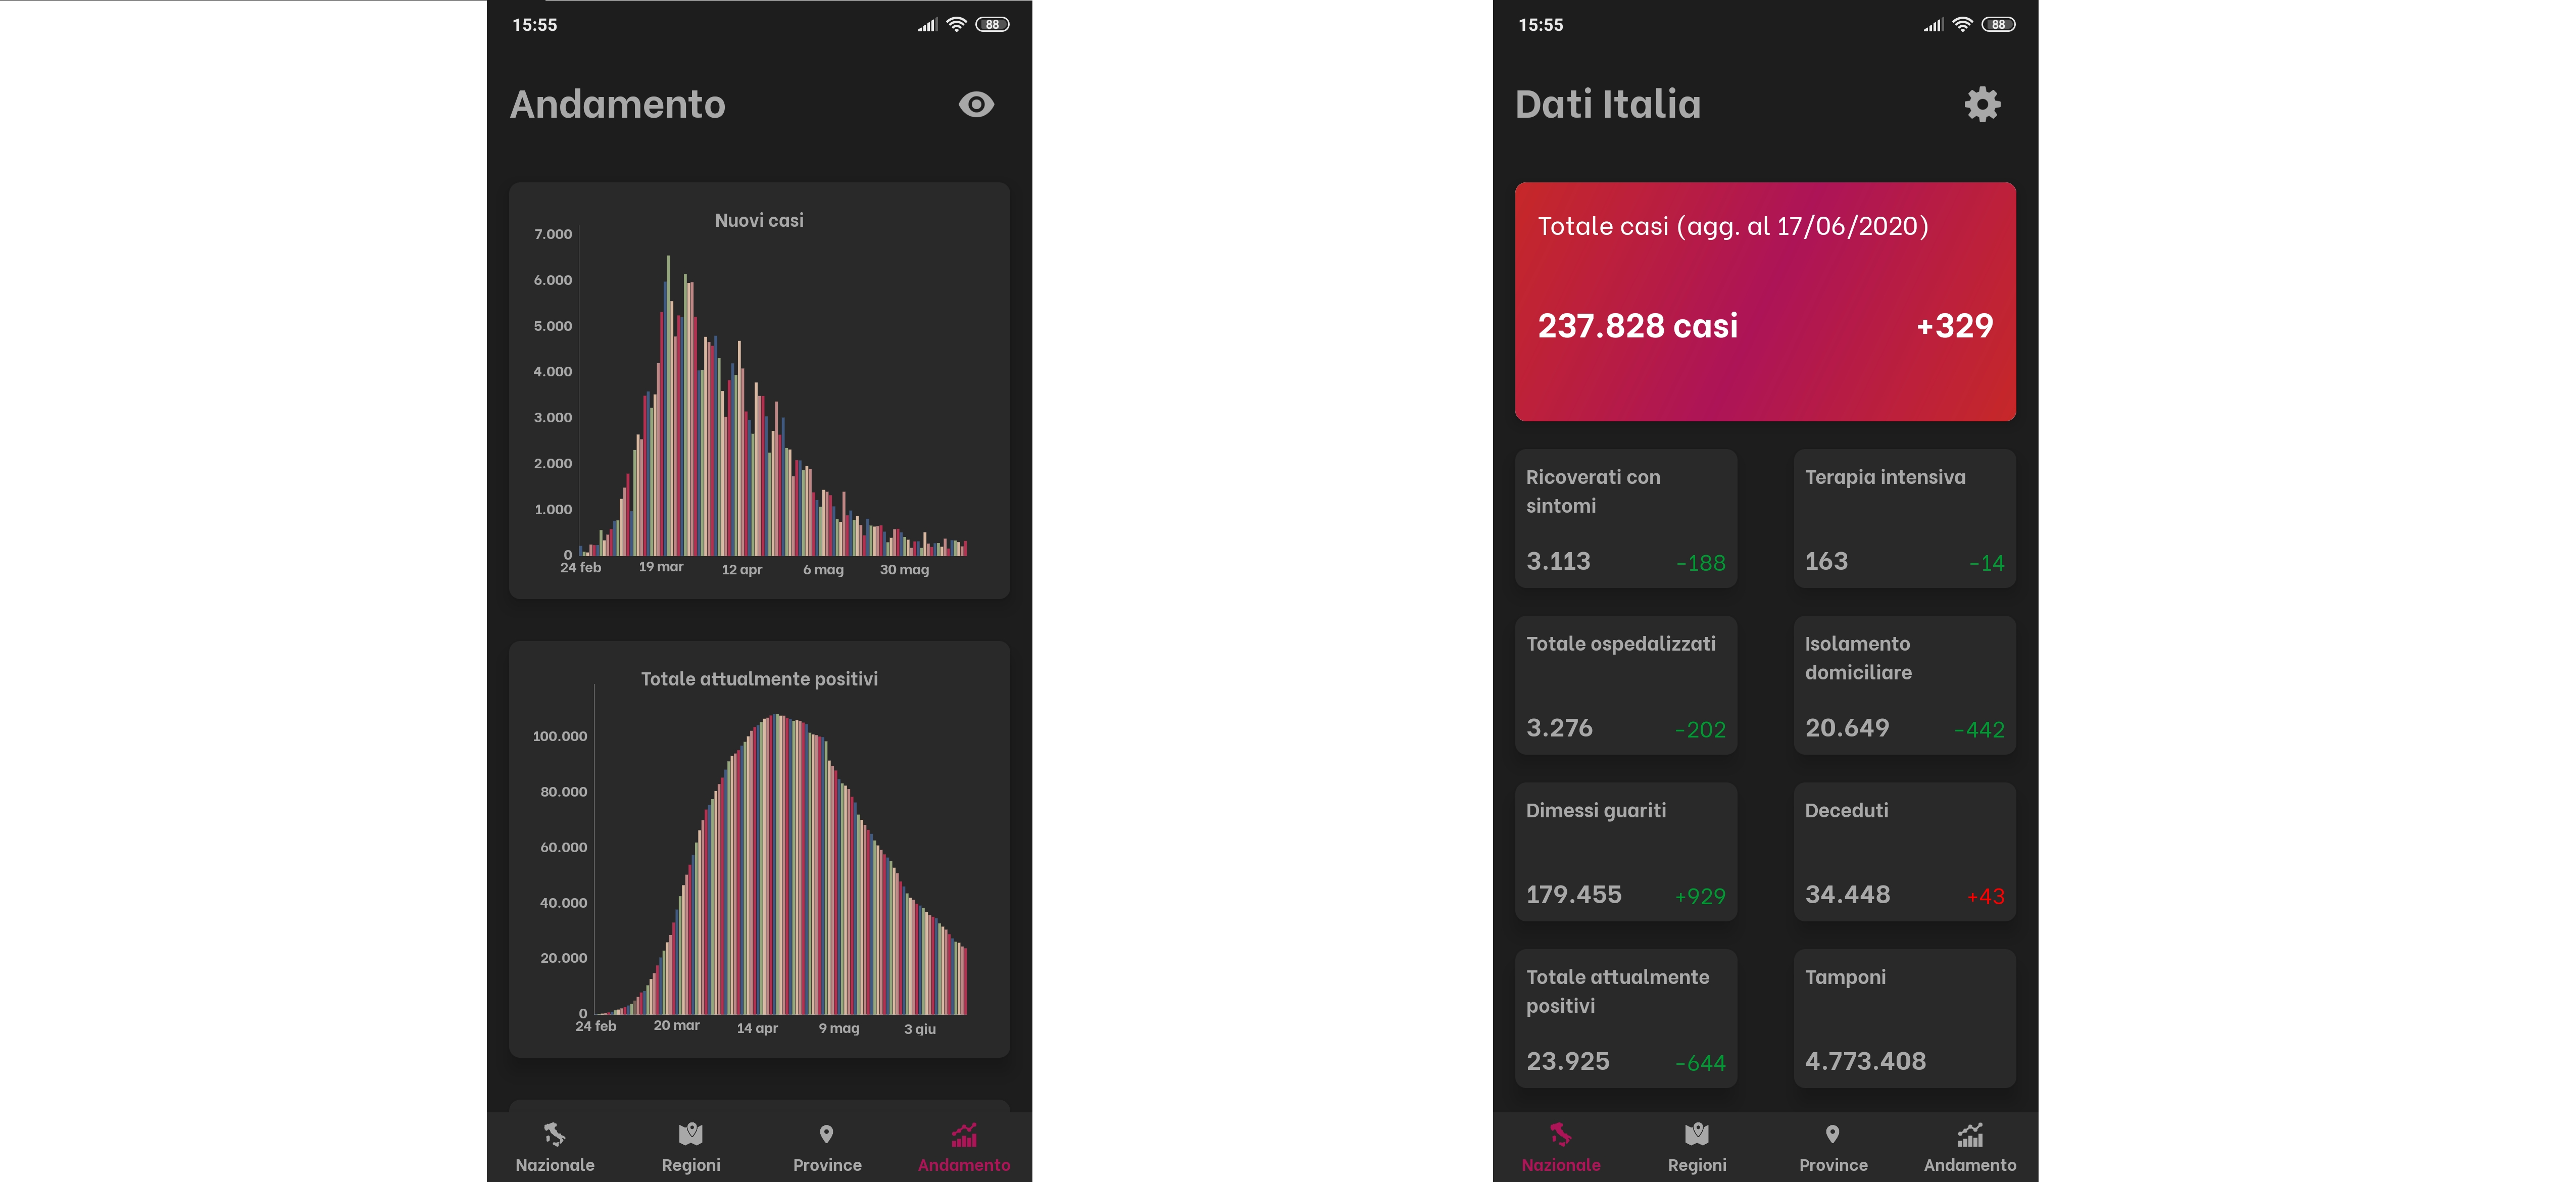 15:55
88
Andamento
Nuovi casi
7.000
6.000
5.000
4.000
3.000
2.000
1.000
0
24 feb 19 mar 12 apr 6 mag 30 mag
Totale attualmente positivi
100.000
80.000
60.000
40.000
20.000
0
24 feb 20 mar 14 apr 9 mag 3 giu
Nazionale Regioni Province Andamento
15:55
88
Dati Italia
Totale casi (agg. al 17/06/2020)
237.828 casi +329
Ricoverati con
sintomi
3.113 -188
Terapia intensiva
163 -14
Totale ospedalizzati
3.276 -202
Isolamento
domiciliare
20.649 -442
Dimessi guariti
179.455 +929
Deceduti
34.448 +43
Totale attualmente
positivi
23.925 -644
Tamponi
4.773.408
Nazionale Regioni Province Andamento